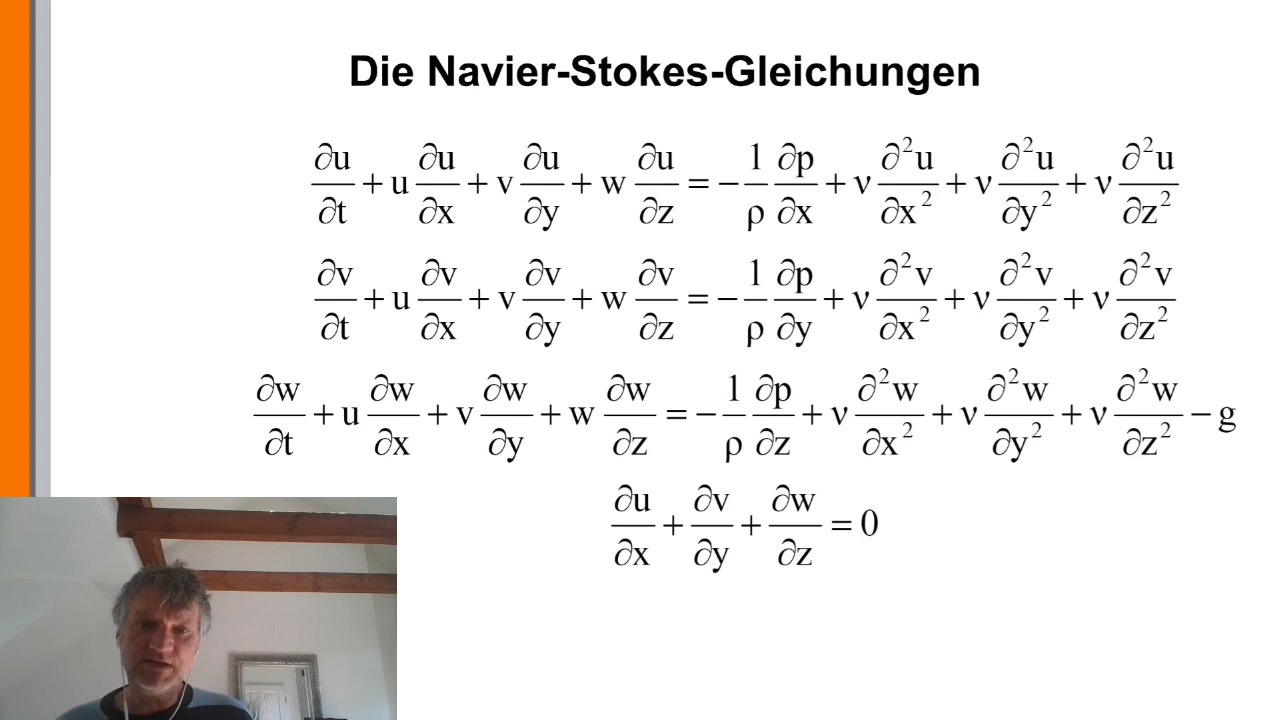 Die Navier-Stokes-Gleichungen
∂u/∂t + u ∂u/∂x + v ∂u/∂y + w ∂u/∂z = − 1/ρ ∂p/∂x + ν ∂²u/∂x² + ν ∂²u/∂y² + ν ∂²u/∂z²
∂v/∂t + u ∂v/∂x + v ∂v/∂y + w ∂v/∂z = − 1/ρ ∂p/∂y + ν ∂²v/∂x² + ν ∂²v/∂y² + ν ∂²v/∂z²
∂w/∂t + u ∂w/∂x + v ∂w/∂y + w ∂w/∂z = − 1/ρ ∂p/∂z + ν ∂²w/∂x² + ν ∂²w/∂y² + ν ∂²w/∂z² − g
∂u/∂x + ∂v/∂y + ∂w/∂z = 0